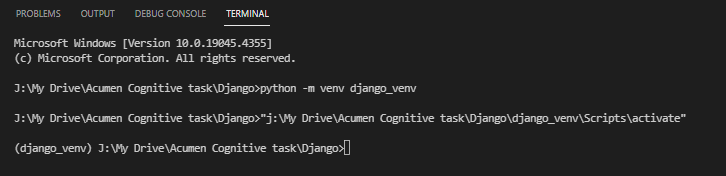 PROBLEMS OUTPUT DEBUG CONSOLE TERMINAL
Microsoft Windows [Version 10.0.19045.4355]
(c) Microsoft Corporation. All rights reserved.
J:\My Drive\Acumen Cognitive task\Django>python -m venv django_venv
J:\My Drive\Acumen Cognitive task\Django>"j:\My Drive\Acumen Cognitive task\Django\django_venv\Scripts\activate"
(django_venv) J:\My Drive\Acumen Cognitive task\Django>